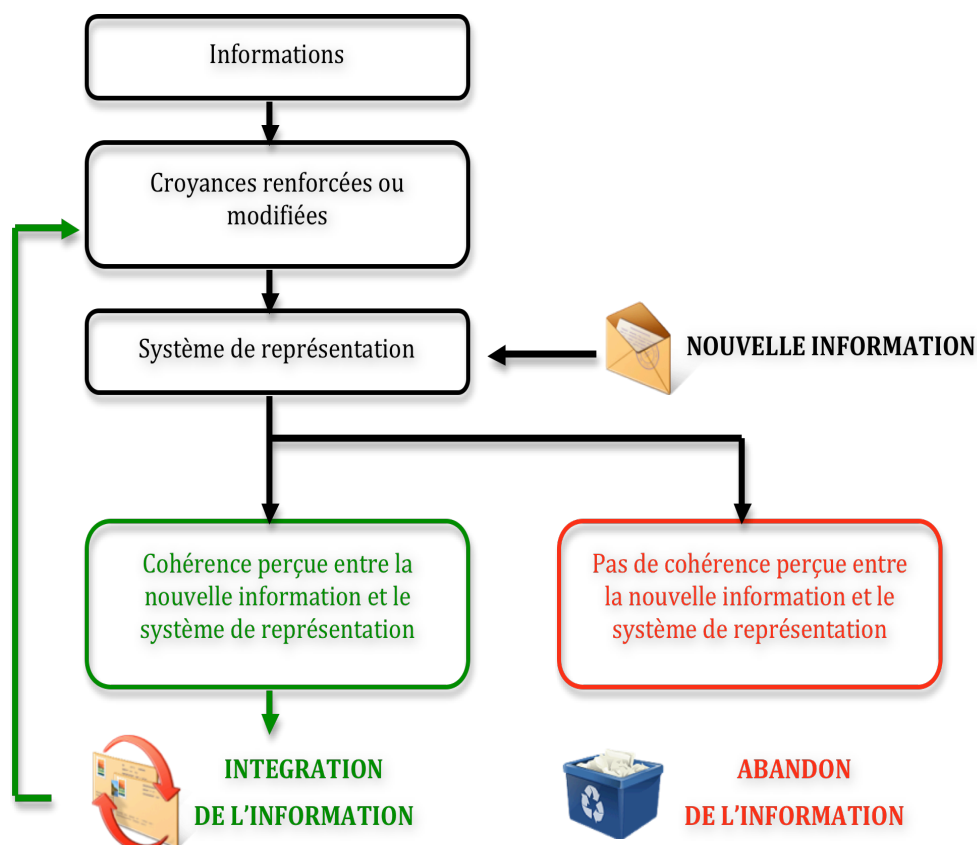 Informations
Croyances renforcées ou
modifiées
Système de représentation
NOUVELLE INFORMATION
Cohérence perçue entre la
nouvelle information et le
système de représentation
Pas de cohérence perçue entre
la nouvelle information et le
système de représentation
INTEGRATION
DE L’INFORMATION
ABANDON
DE L’INFORMATION